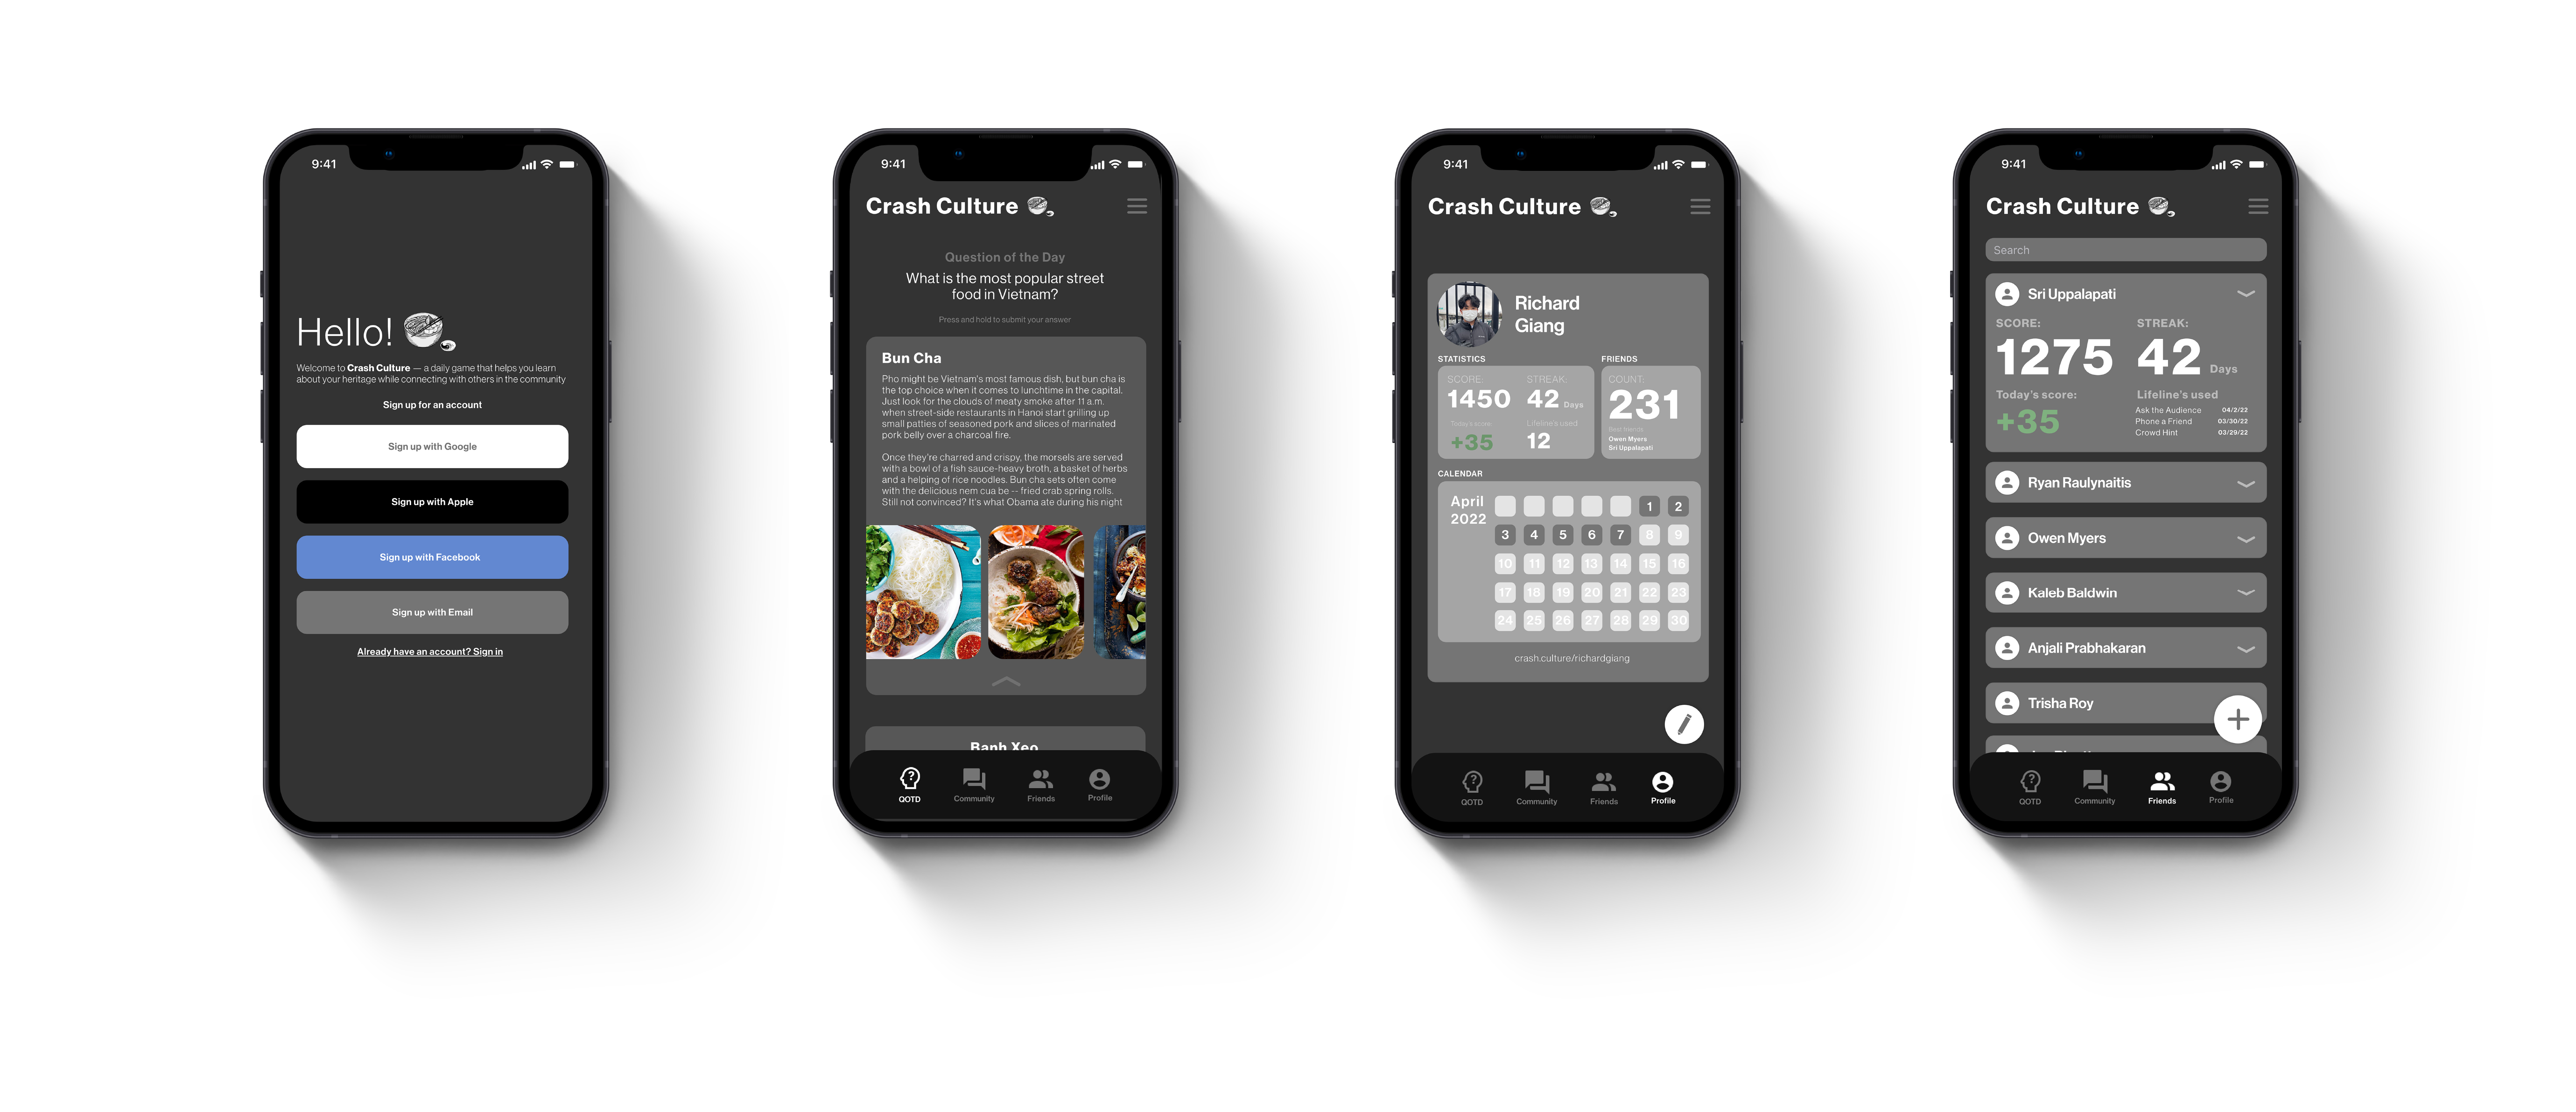 9:41
Hello!
Welcome to Crash Culture — a daily game that helps you learn
about your heritage while connecting with others in the community
Sign up for an account
Sign up with Google
Sign up with Apple
Sign up with Facebook
Sign up with Email
Already have an account? Sign in
9:41
Crash Culture
Question of the Day
What is the most popular street
food in Vietnam?
Press and hold to submit your answer
Bun Cha
Pho might be Vietnam's most famous dish, but bun cha is
the top choice when it comes to lunchtime in the capital.
Just look for the clouds of meaty smoke after 11 a.m.
when street-side restaurants in Hanoi start grilling up
small patties of seasoned pork and slices of marinated
pork belly over a charcoal fire.
Once they're charred and crispy, the morsels are served
with a bowl of a fish sauce-heavy broth, a basket of herbs
and a helping of rice noodles. Bun cha sets often come
with the delicious nem cua be -- fried crab spring rolls.
Still not convinced? It's what Obama ate during his night
Banh Xeo
QOTD Community Friends Profile
9:41
Crash Culture
Richard
Giang
STATISTICS FRIENDS
SCORE: STREAK: COUNT:
1450 42 Days 231
Today's score: Lifeline's used Best friends
+35 12 Owen Myers
Sri Uppalapati
CALENDAR
April
2022
1 2
3 4 5 6 7 8 9
10 11 12 13 14 15 16
17 18 19 20 21 22 23
24 25 26 27 28 29 30
crash.culture/richardgiang
QOTD Community Friends Profile
9:41
Crash Culture
Search
Sri Uppalapati
SCORE: STREAK:
1275 42 Days
Today's score: Lifeline's used
+35
Ask the Audience 04/2/22
Phone a Friend 03/30/22
Crowd Hint 03/29/22
Ryan Raulynaitis
Owen Myers
Kaleb Baldwin
Anjali Prabhakaran
Trisha Roy
QOTD Community Friends Profile